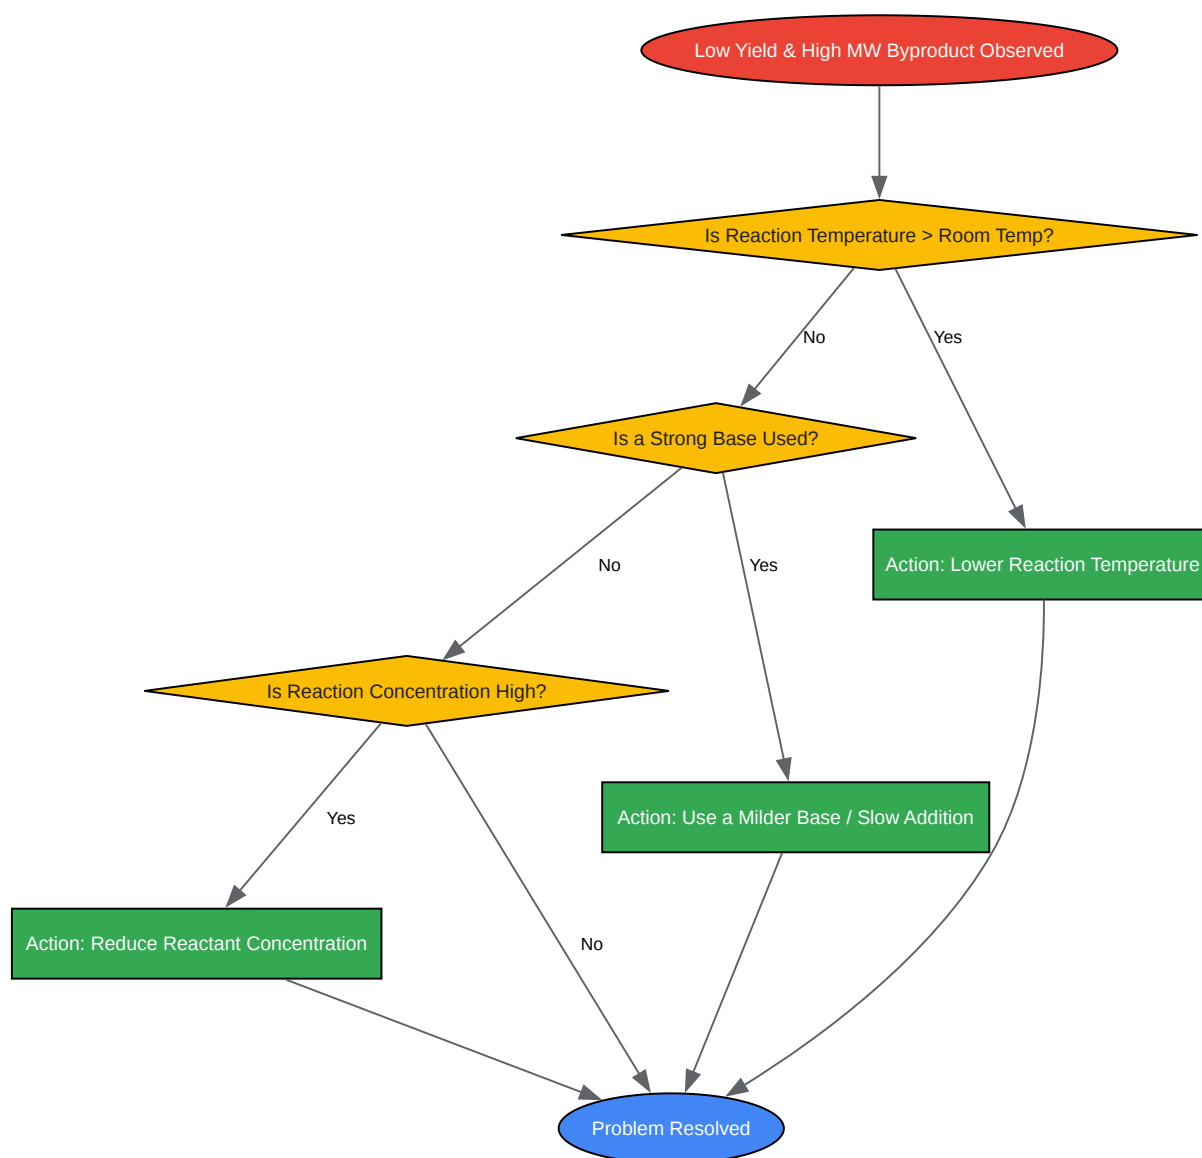 Low Yield & High MW Byproduct Observed
Is Reaction Temperature > Room Temp?
No
Yes
Is a Strong Base Used?
No
Yes
Action: Lower Reaction Temperature
Is Reaction Concentration High?
Yes
Action: Use a Milder Base / Slow Addition
Action: Reduce Reactant Concentration
No
Problem Resolved